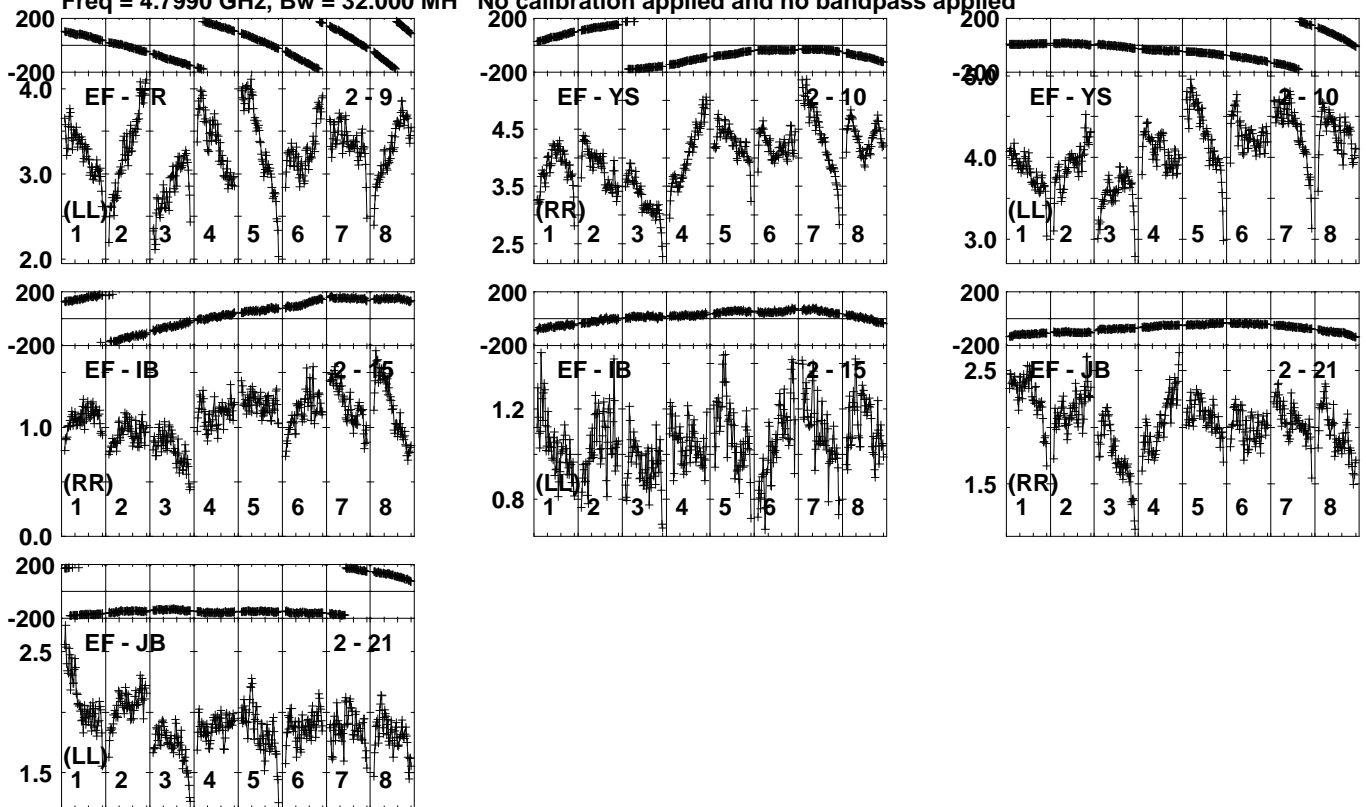 Freq = 4.7990 GHz, Bw = 32.000 MH No calibration applied and no bandpass applied
200
-200
4.0
3.0
2.0
EF - TR
2 - 9
(LL)
1 2 3 4 5 6 7 8
200
-200
4.5
3.5
2.5
EF - YS
2 - 10
(RR)
1 2 3 4 5 6 7 8
200
-200
5.0
4.0
3.0
EF - YS
2 - 10
(LL)
1 2 3 4 5 6 7 8
200
-200
1.0
0.0
EF - IB
2 - 15
(RR)
1 2 3 4 5 6 7 8
200
-200
1.2
0.8
EF - IB
2 - 15
(LL)
1 2 3 4 5 6 7 8
200
-200
2.5
1.5
EF - JB
2 - 21
(RR)
1 2 3 4 5 6 7 8
200
-200
2.5
1.5
EF - JB
2 - 21
(LL)
1 2 3 4 5 6 7 8